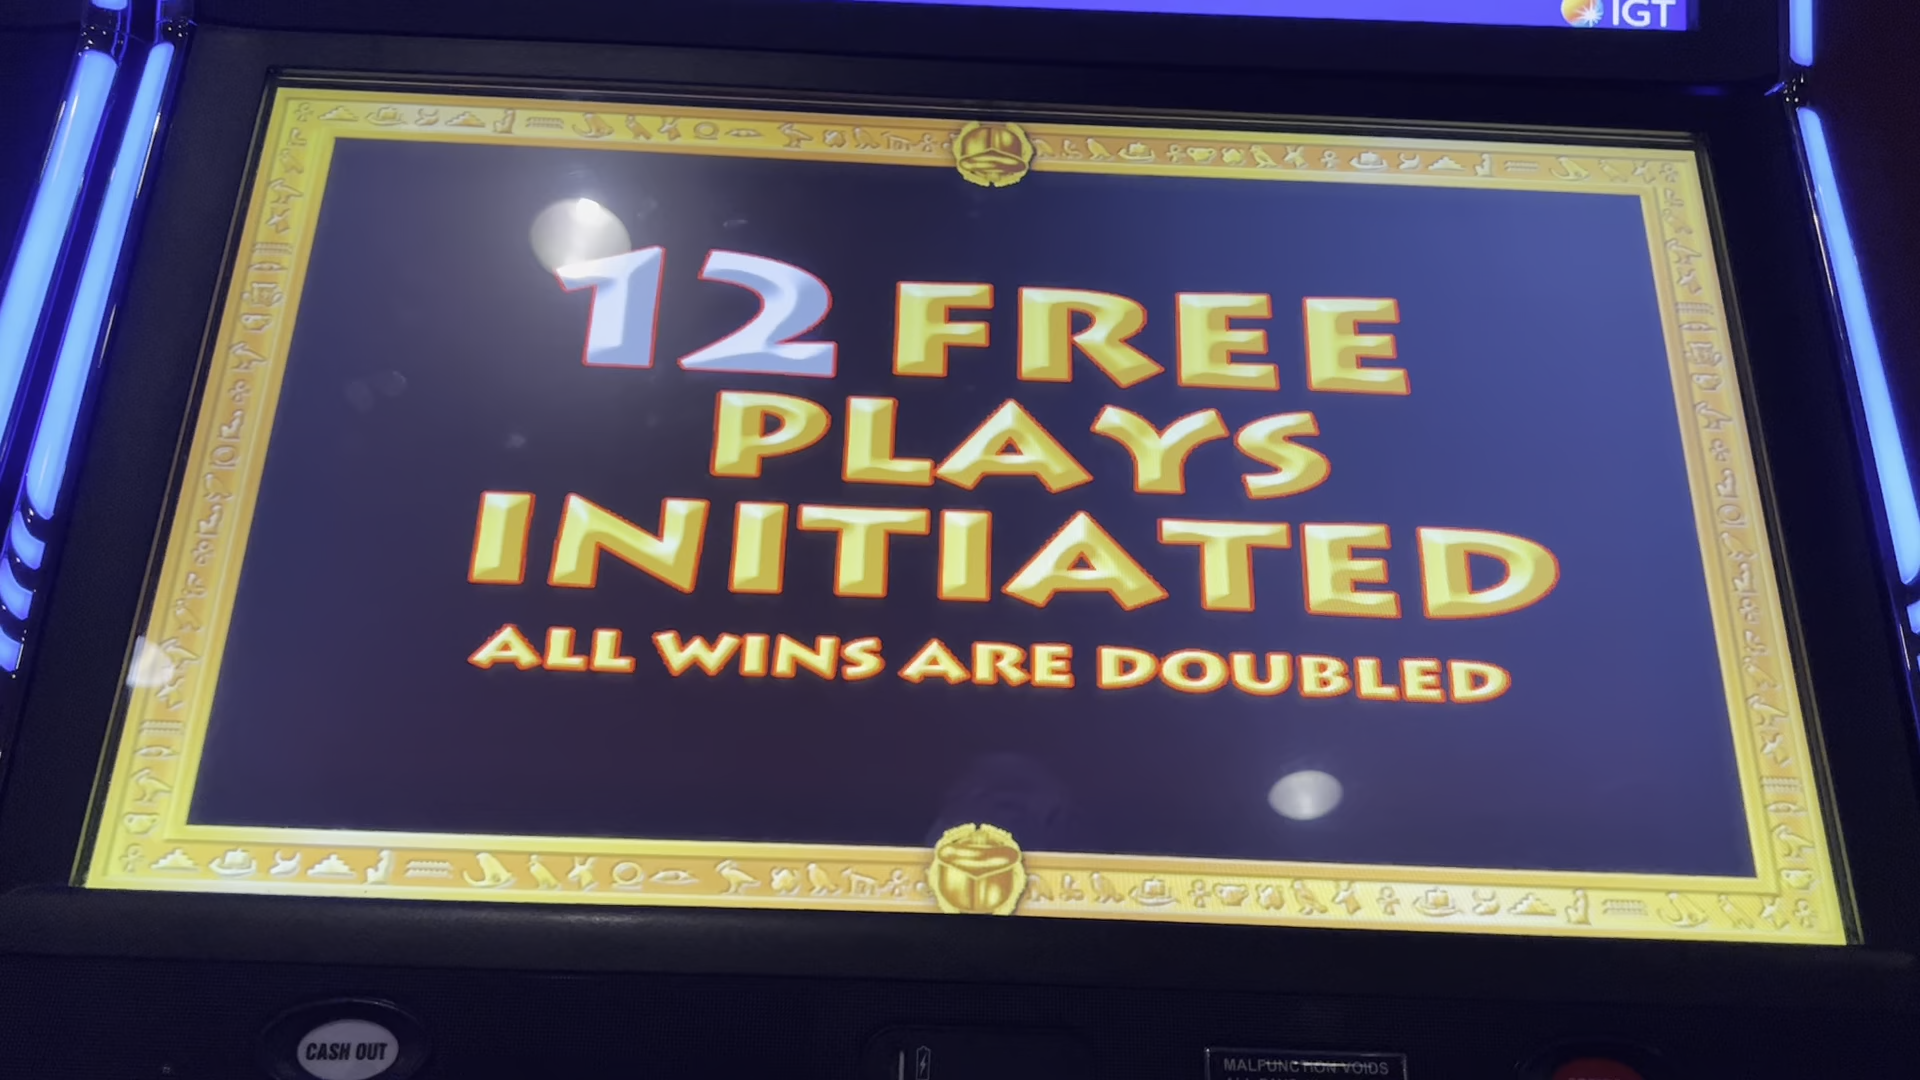 IGT
12 FREE
PLAYS
INITIATED
ALL WINS ARE DOUBLED
CASH OUT
MALFUNCTION VOIDS